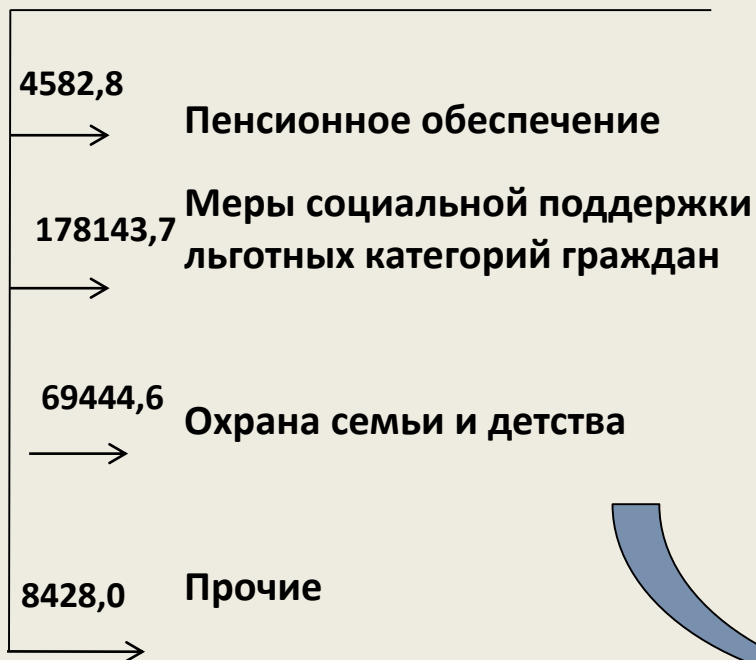 4582,8
Пенсионное обеспечение
178143,7
Меры социальной поддержки
льготных категорий граждан
69444,6
Охрана семьи и детства
8428,0
Прочие